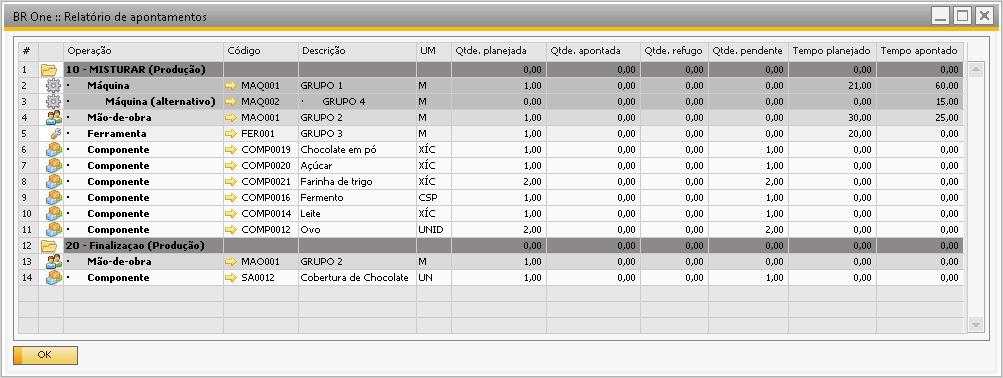 BR One :: Relatório de apontamentos
# Operação Código Descrição UM Qtde. planejada Qtde. apontada Qtde. refugo Qtde. pendente Tempo planejado Tempo apontado
1 10 - MISTURAR (Produção) 0,00 0,00 0,00 0,00 0,00 0,00
2 · Máquina MAQ001 GRUPO 1 M 1,00 0,00 0,00 1,00 21,00 60,00
3 · Máquina (alternativo) MAQ002 · GRUPO 4 M 0,00 0,00 0,00 0,00 0,00 15,00
4 · Mão-de-obra MAO001 GRUPO 2 M 1,00 0,00 0,00 1,00 30,00 25,00
5 · Ferramenta FER001 GRUPO 3 M 1,00 0,00 0,00 1,00 20,00 0,00
6 · Componente COMP0019 Chocolate em pó XÍC 1,00 0,00 0,00 1,00 0,00 0,00
7 · Componente COMP0020 Açúcar XÍC 1,00 0,00 0,00 1,00 0,00 0,00
8 · Componente COMP0021 Farinha de trigo XÍC 2,00 0,00 0,00 2,00 0,00 0,00
9 · Componente COMP0016 Fermento CSP 1,00 0,00 0,00 1,00 0,00 0,00
10 · Componente COMP0014 Leite XÍC 1,00 0,00 0,00 1,00 0,00 0,00
11 · Componente COMP0012 Ovo UNID 2,00 0,00 0,00 2,00 0,00 0,00
12 20 - Finalizaçao (Produção) 0,00 0,00 0,00 0,00 0,00 0,00
13 · Mão-de-obra MAO001 GRUPO 2 M 1,00 0,00 0,00 1,00 0,00 0,00
14 · Componente SA0012 Cobertura de Chocolate UN 1,00 0,00 0,00 1,00 0,00 0,00
OK